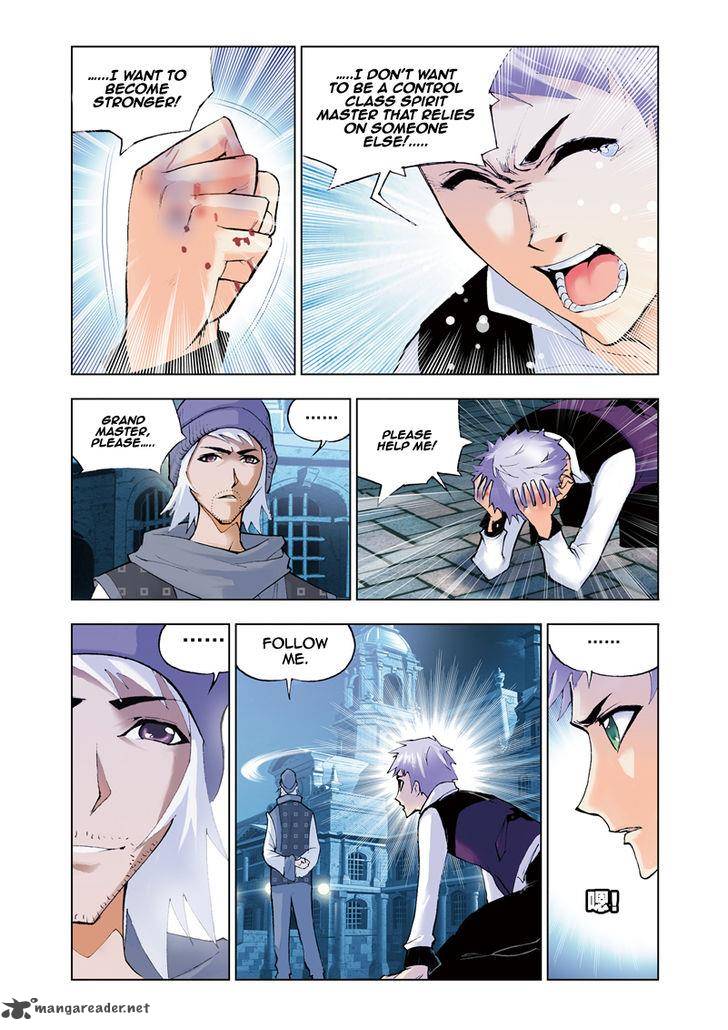 ......I WANT TO
BECOME
STRONGER!
.....I DON'T WANT
TO BE A CONTROL
CLASS SPIRIT
MASTER THAT RELIES
ON SOMEONE
ELSE!.....
GRAND
MASTER,
PLEASE.....
......
PLEASE
HELP ME!
......
FOLLOW
ME.
......
嗯!
mangareader.net